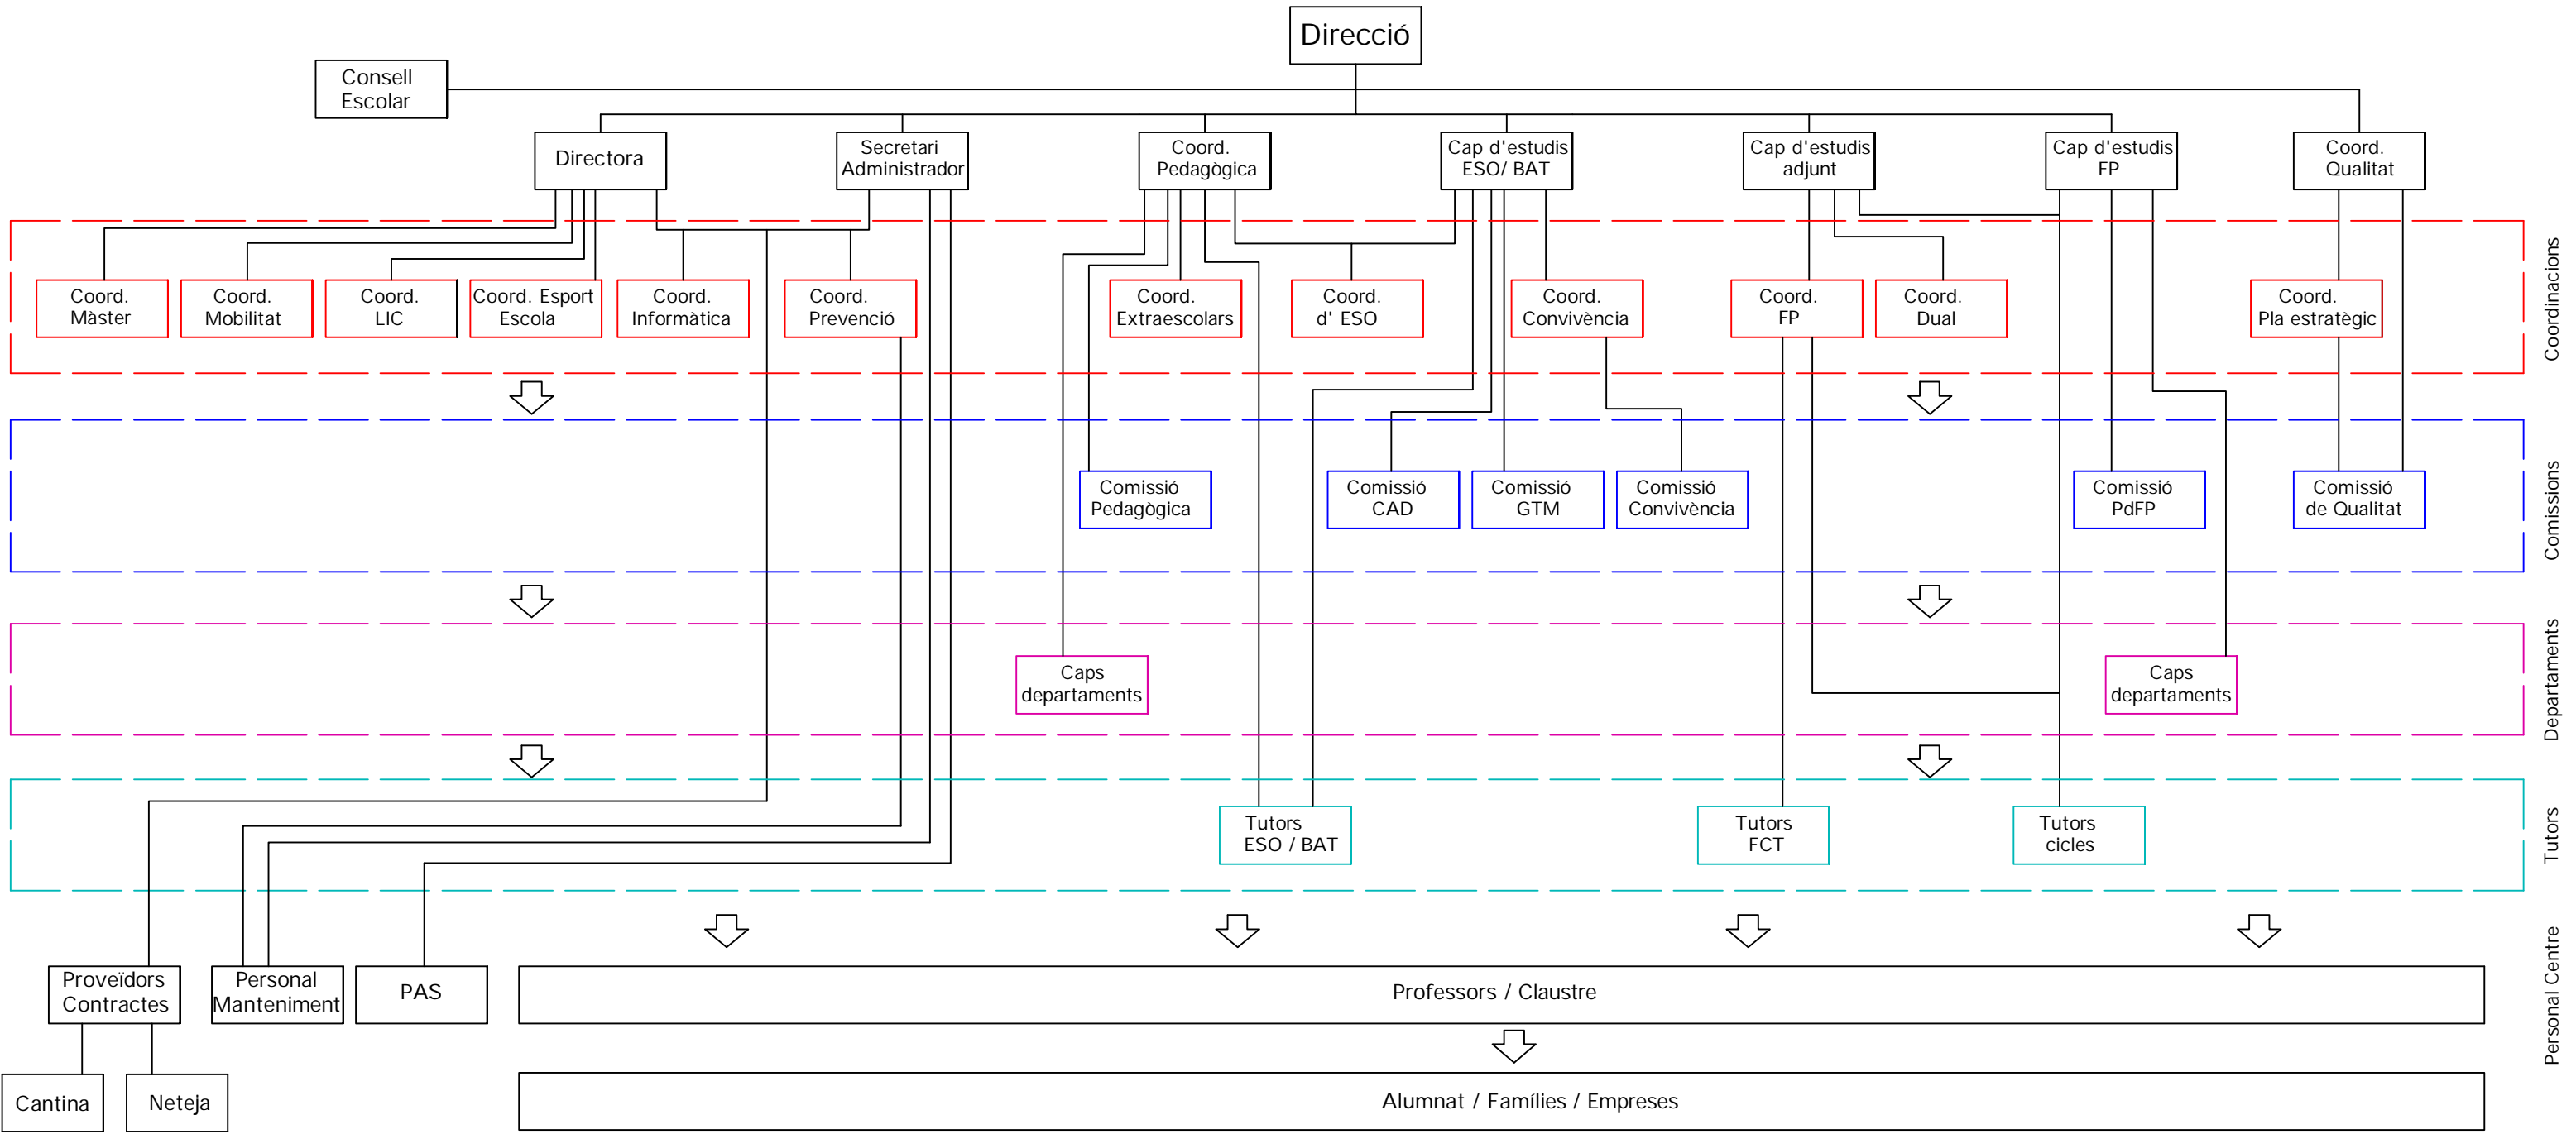 Direcció
Consell
Escolar
Directora
Secretari
Administrador
Coord.
Pedagògica
Cap d'estudis
ESO/ BAT
Cap d'estudis
adjunt
Cap d'estudis
FP
Coord.
Qualitat
Coord.
Màster
Coord.
Mobilitat
Coord.
LIC
Coord. Esport
Escola
Coord.
Informàtica
Coord.
Prevenció
Coord.
Extraescolars
Coord.
d' ESO
Coord.
Convivència
Coord.
FP
Coord.
Dual
Coord.
Pla estratègic
Coordinacions
Comissió
Pedagògica
Comissió
CAD
Comissió
GTM
Comissió
Convivència
Comissió
PdFP
Comissió
de Qualitat
Comissions
Caps
departaments
Caps
departaments
Departaments
Tutors
ESO / BAT
Tutors
FCT
Tutors
cicles
Tutors
Proveïdors
Contractes
Personal
Manteniment
PAS
Professors / Claustre
Personal Centre
Cantina
Neteja
Alumnat / Famílies / Empreses